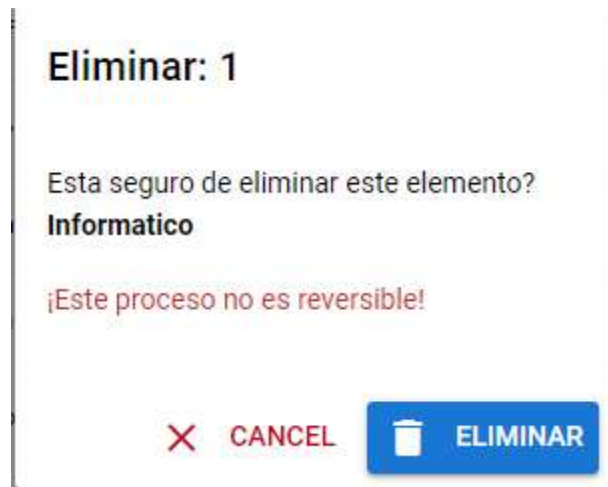 Eliminar: 1
Esta seguro de eliminar este elemento?
Informatico
¡Este proceso no es reversible!
CANCEL ELIMINAR